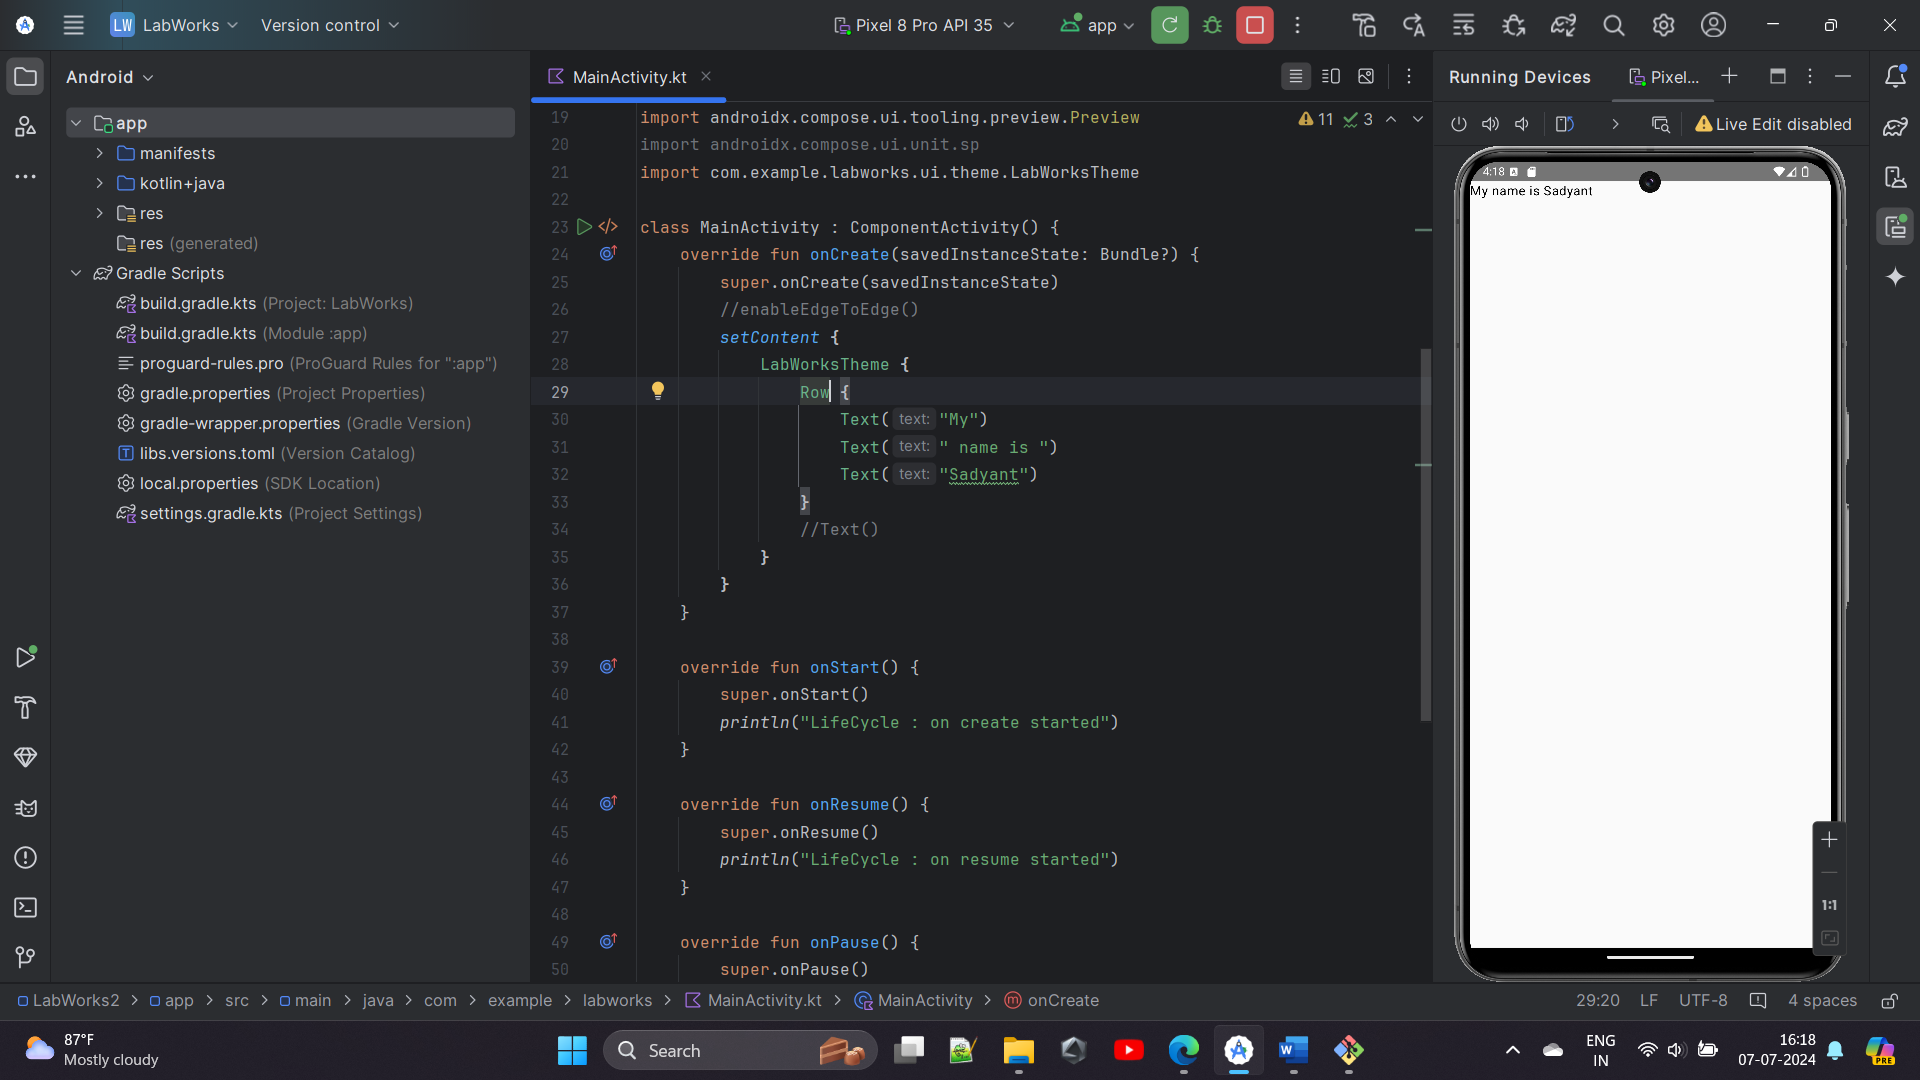 LW LabWorks Version control Pixel 8 Pro API 35 app
Android
app
manifests
kotlin+java
res
res (generated)
Gradle Scripts
build.gradle.kts (Project: LabWorks)
build.gradle.kts (Module :app)
proguard-rules.pro (ProGuard Rules for ":app")
gradle.properties (Project Properties)
gradle-wrapper.properties (Gradle Version)
libs.versions.toml (Version Catalog)
local.properties (SDK Location)
settings.gradle.kts (Project Settings)
MainActivity.kt
11 3
19 import androidx.compose.ui.tooling.preview.Preview
20 import androidx.compose.ui.unit.sp
21 import com.example.labworks.ui.theme.LabWorksTheme
22
23 class MainActivity : ComponentActivity() {
24 override fun onCreate(savedInstanceState: Bundle?) {
25 super.onCreate(savedInstanceState)
26 //enableEdgeToEdge()
27 setContent {
28 LabWorksTheme {
29 Row {
30 Text( text: "My")
31 Text( text: " name is ")
32 Text( text: "Sadyant")
33 }
34 //Text()
35 }
36 }
37 }
38
39 override fun onStart() {
40 super.onStart()
41 println("LifeCycle : on create started")
42 }
43
44 override fun onResume() {
45 super.onResume()
46 println("LifeCycle : on resume started")
47 }
48
49 override fun onPause() {
50 super.onPause()
Running Devices Pixel...
Live Edit disabled
4:18
My name is Sadyant
1:1
LabWorks2 > app > src > main > java > com > example > labworks > MainActivity.kt > MainActivity > onCreate
29:20 LF UTF-8 4 spaces
87°F
Mostly cloudy
Search
ENG
IN
16:18
07-07-2024
PRE